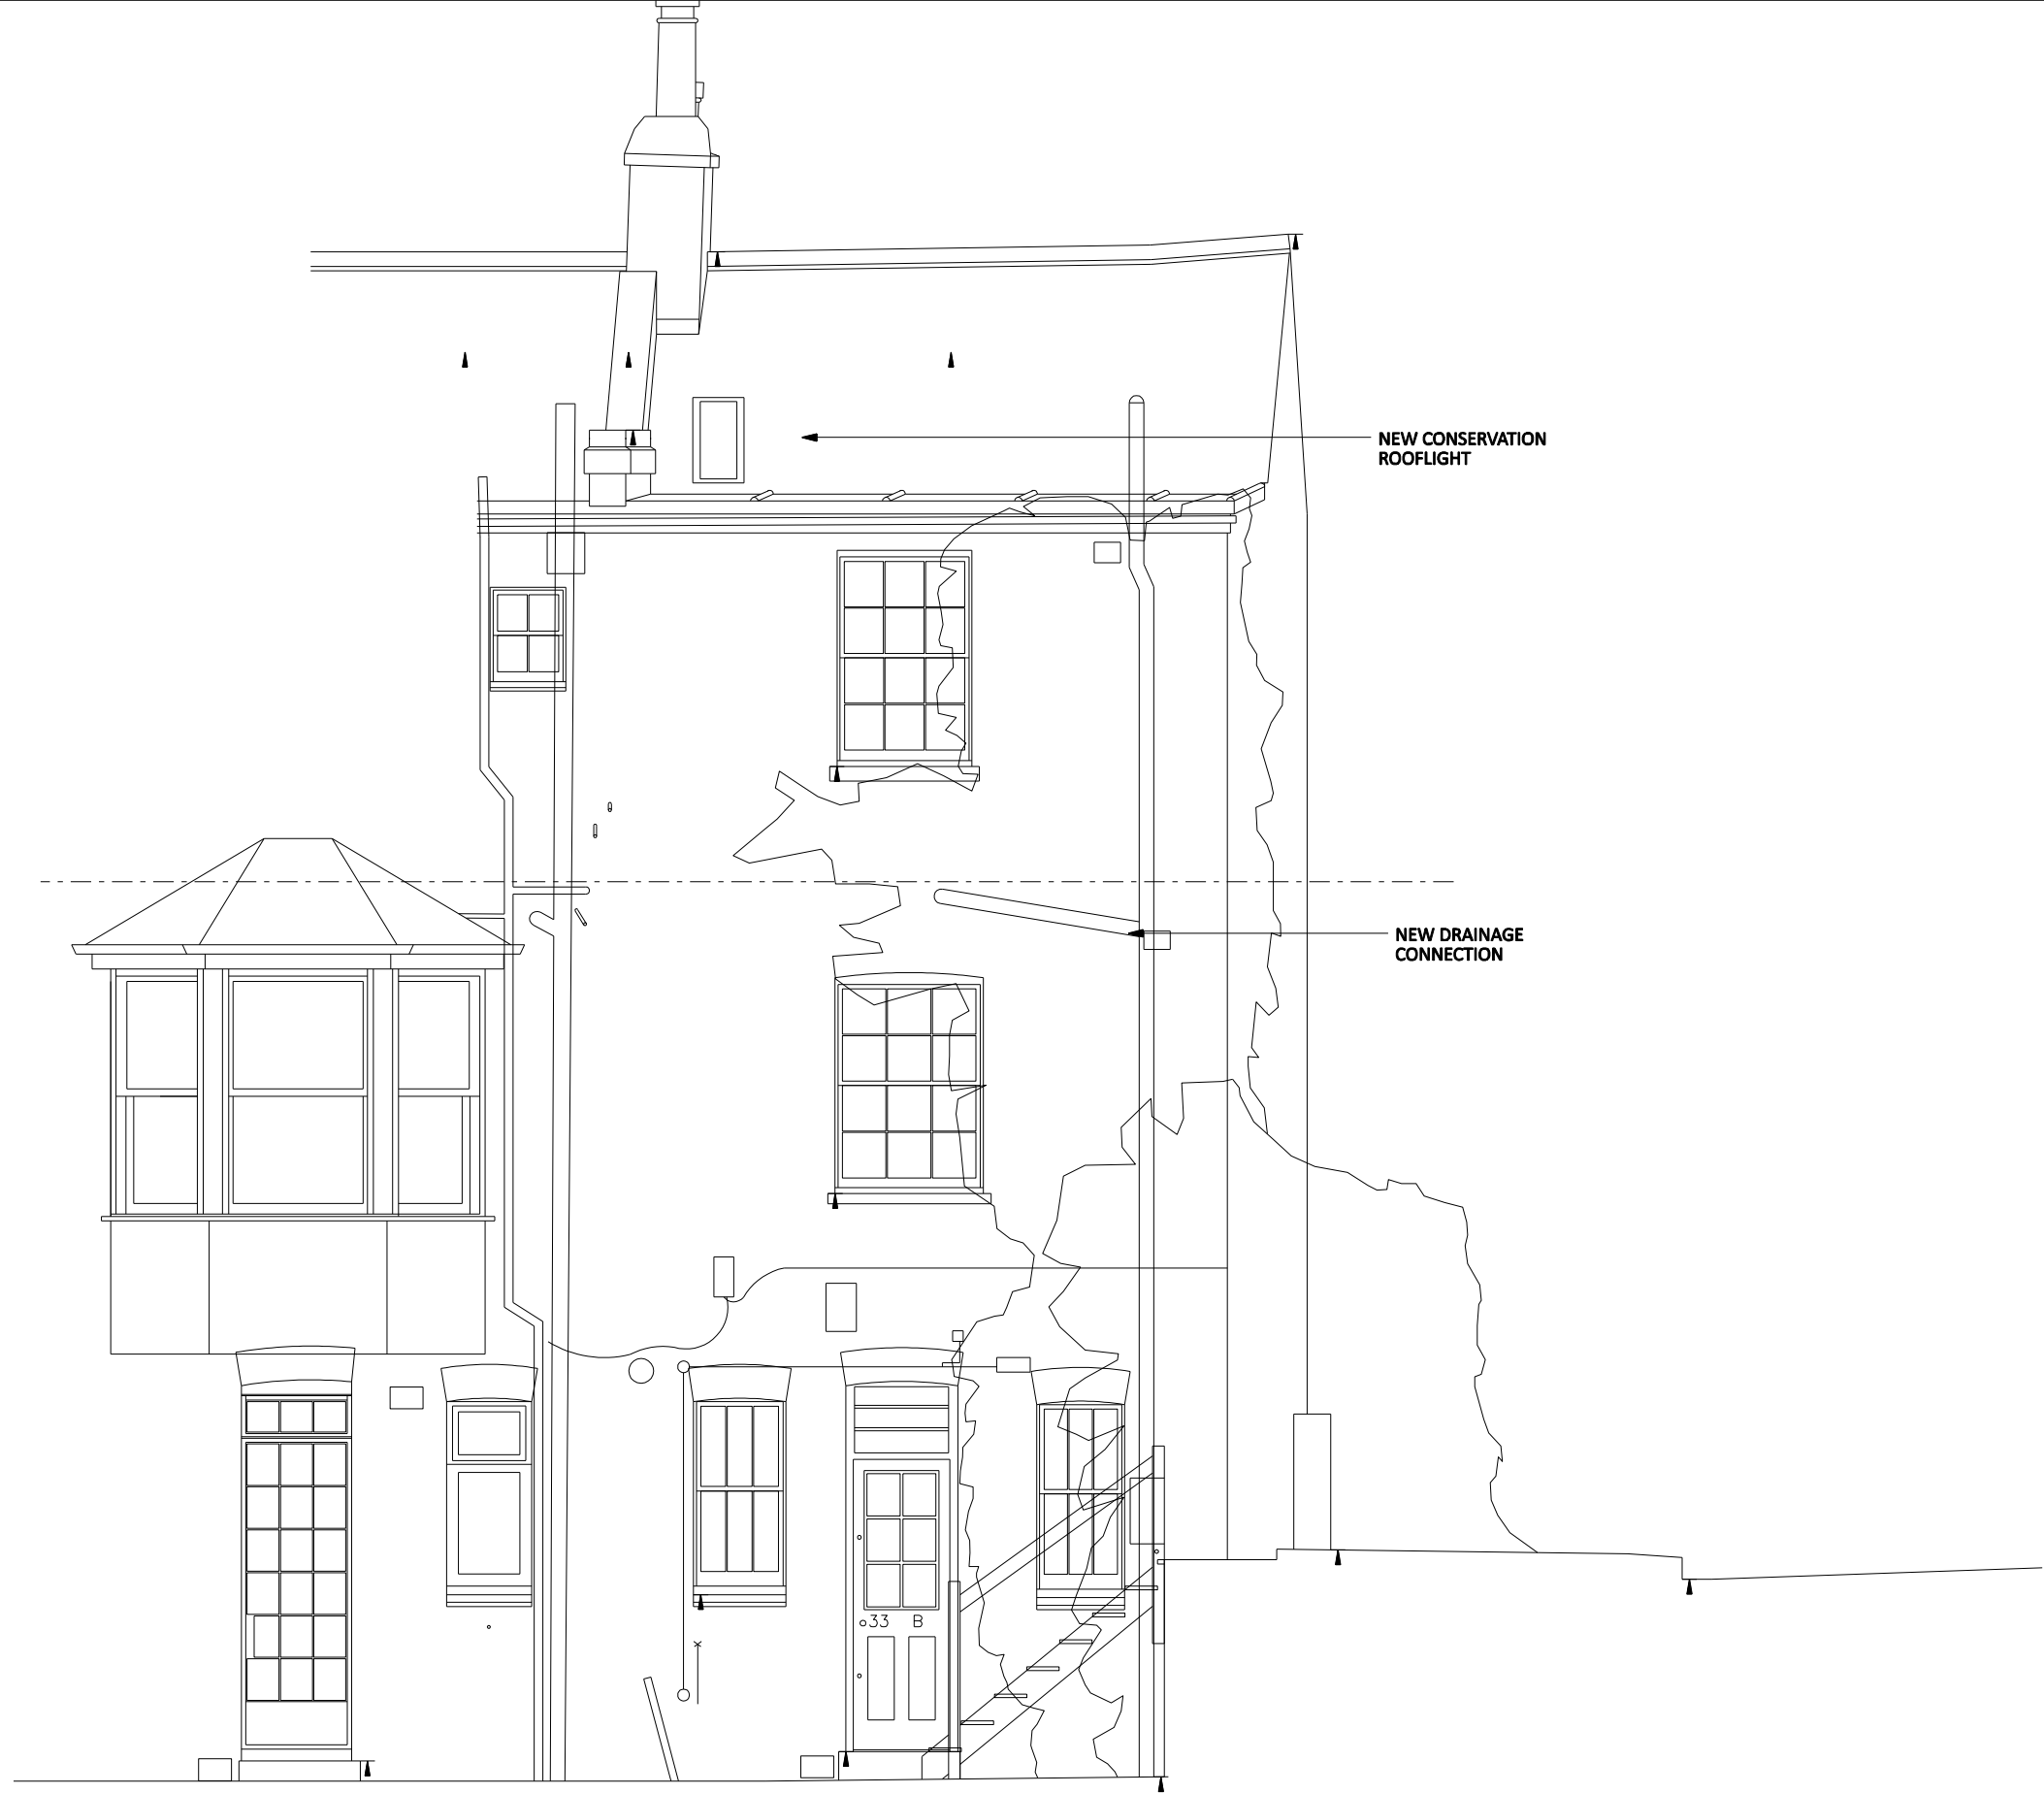 NEW CONSERVATION
ROOFLIGHT
NEW DRAINAGE
CONNECTION
33 B